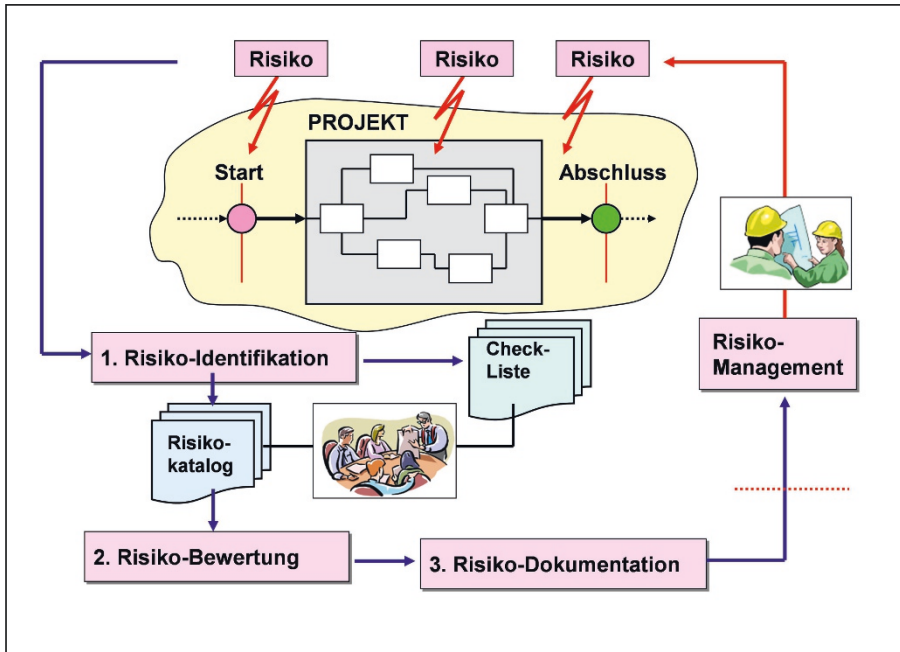 Risiko
Risiko
Risiko
PROJEKT
Start
Abschluss
1. Risiko-Identifikation
Check-
Liste
Risiko-
Management
Risiko-
katalog
2. Risiko-Bewertung
3. Risiko-Dokumentation